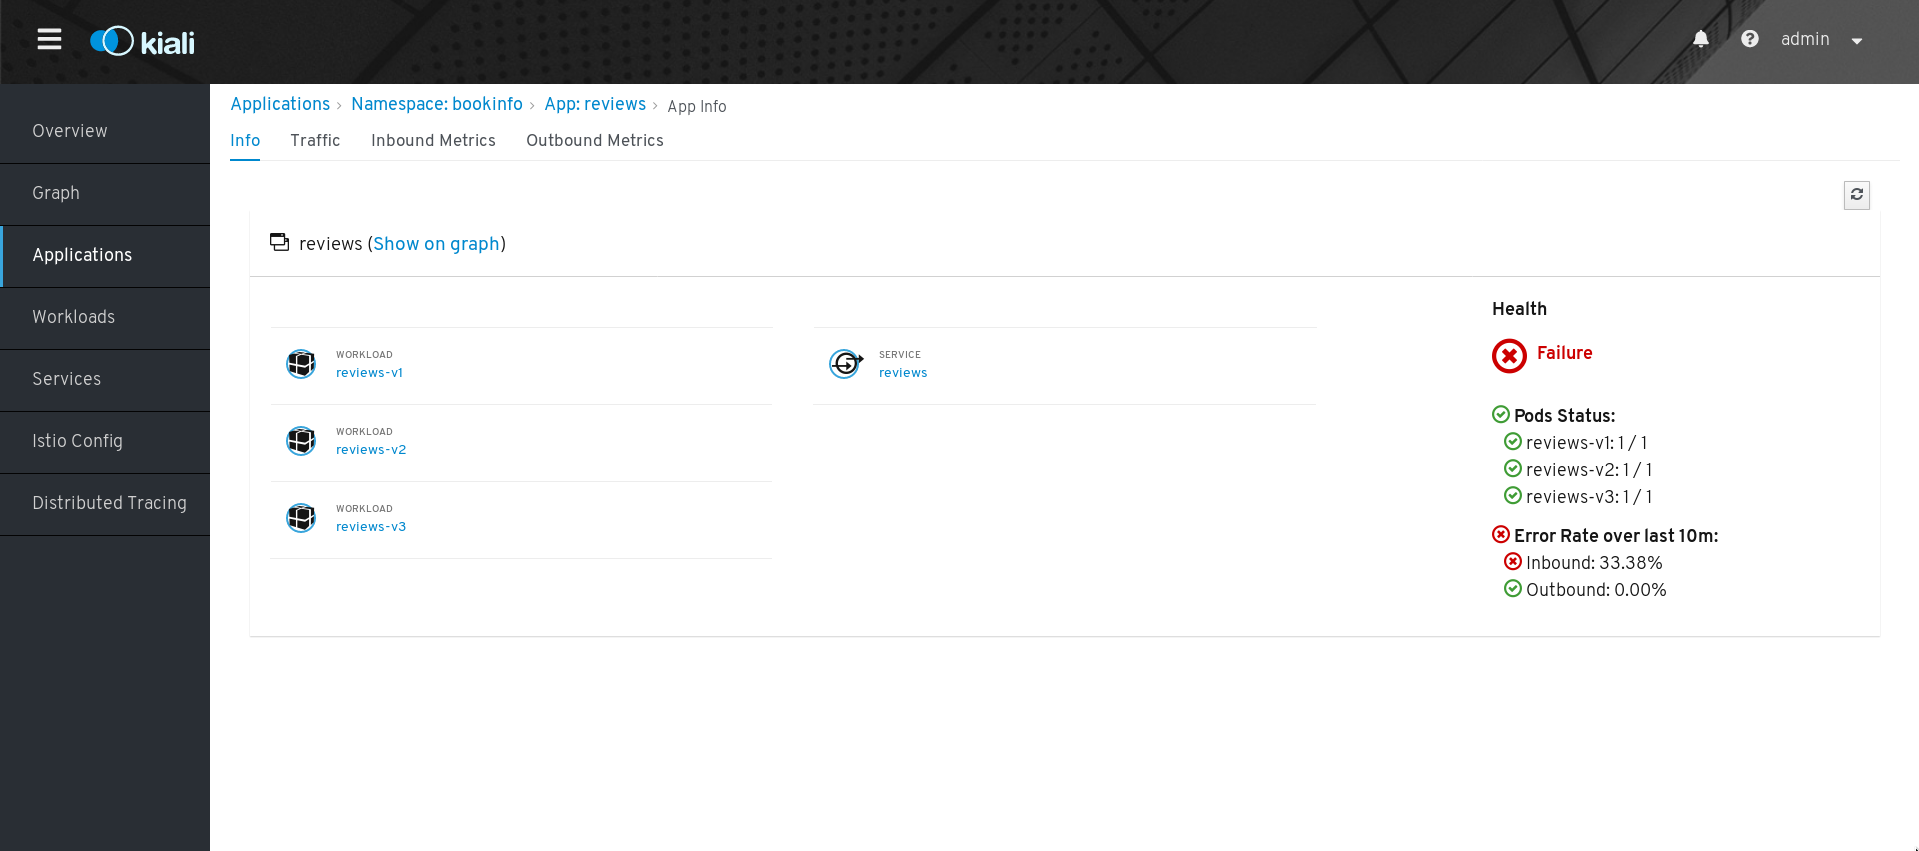 kiali
admin
Overview
Graph
Applications
Workloads
Services
Istio Config
Distributed Tracing
Applications › Namespace: bookinfo › App: reviews › App Info
Info Traffic Inbound Metrics Outbound Metrics
reviews (Show on graph)
WORKLOAD
reviews-v1
WORKLOAD
reviews-v2
WORKLOAD
reviews-v3
SERVICE
reviews
Health
Failure
Pods Status:
reviews-v1: 1 / 1
reviews-v2: 1 / 1
reviews-v3: 1 / 1
Error Rate over last 10m:
Inbound: 33.38%
Outbound: 0.00%